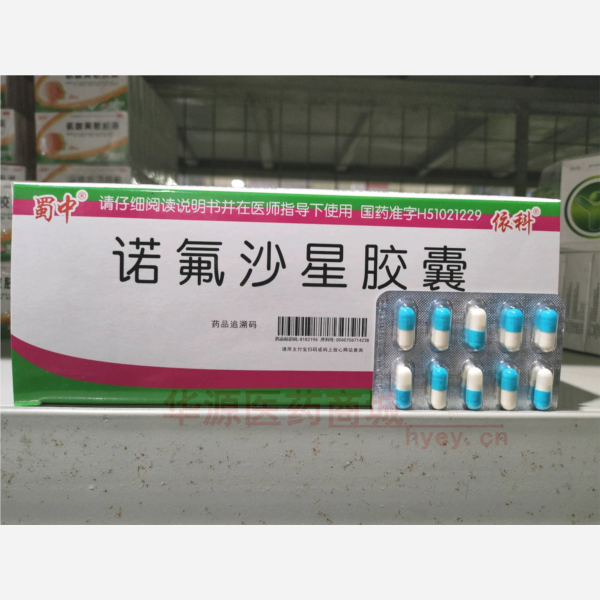 蜀中®
请仔细阅读说明书并在医师指导下使用 国药准字H51021229
依科®
诺氟沙星胶囊
药品追溯码
华源医药商城
hyey.cn